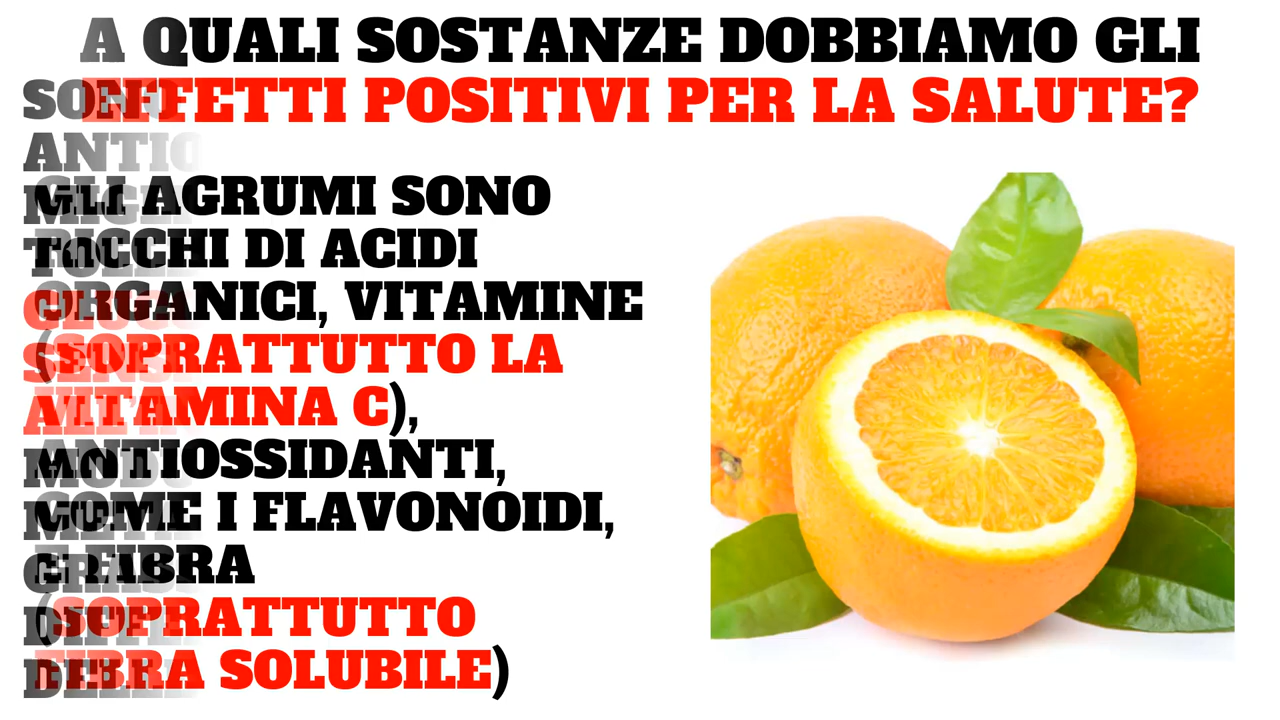 A QUALI SOSTANZE DOBBIAMO GLI
EFFETTI POSITIVI PER LA SALUTE?
GLI AGRUMI SONO
RICCHI DI ACIDI
ORGANICI, VITAMINE
(SOPRATTUTTO LA
VITAMINA C),
ANTIOSSIDANTI,
COME I FLAVONOIDI,
E FIBRA
(SOPRATTUTTO
FIBRA SOLUBILE)